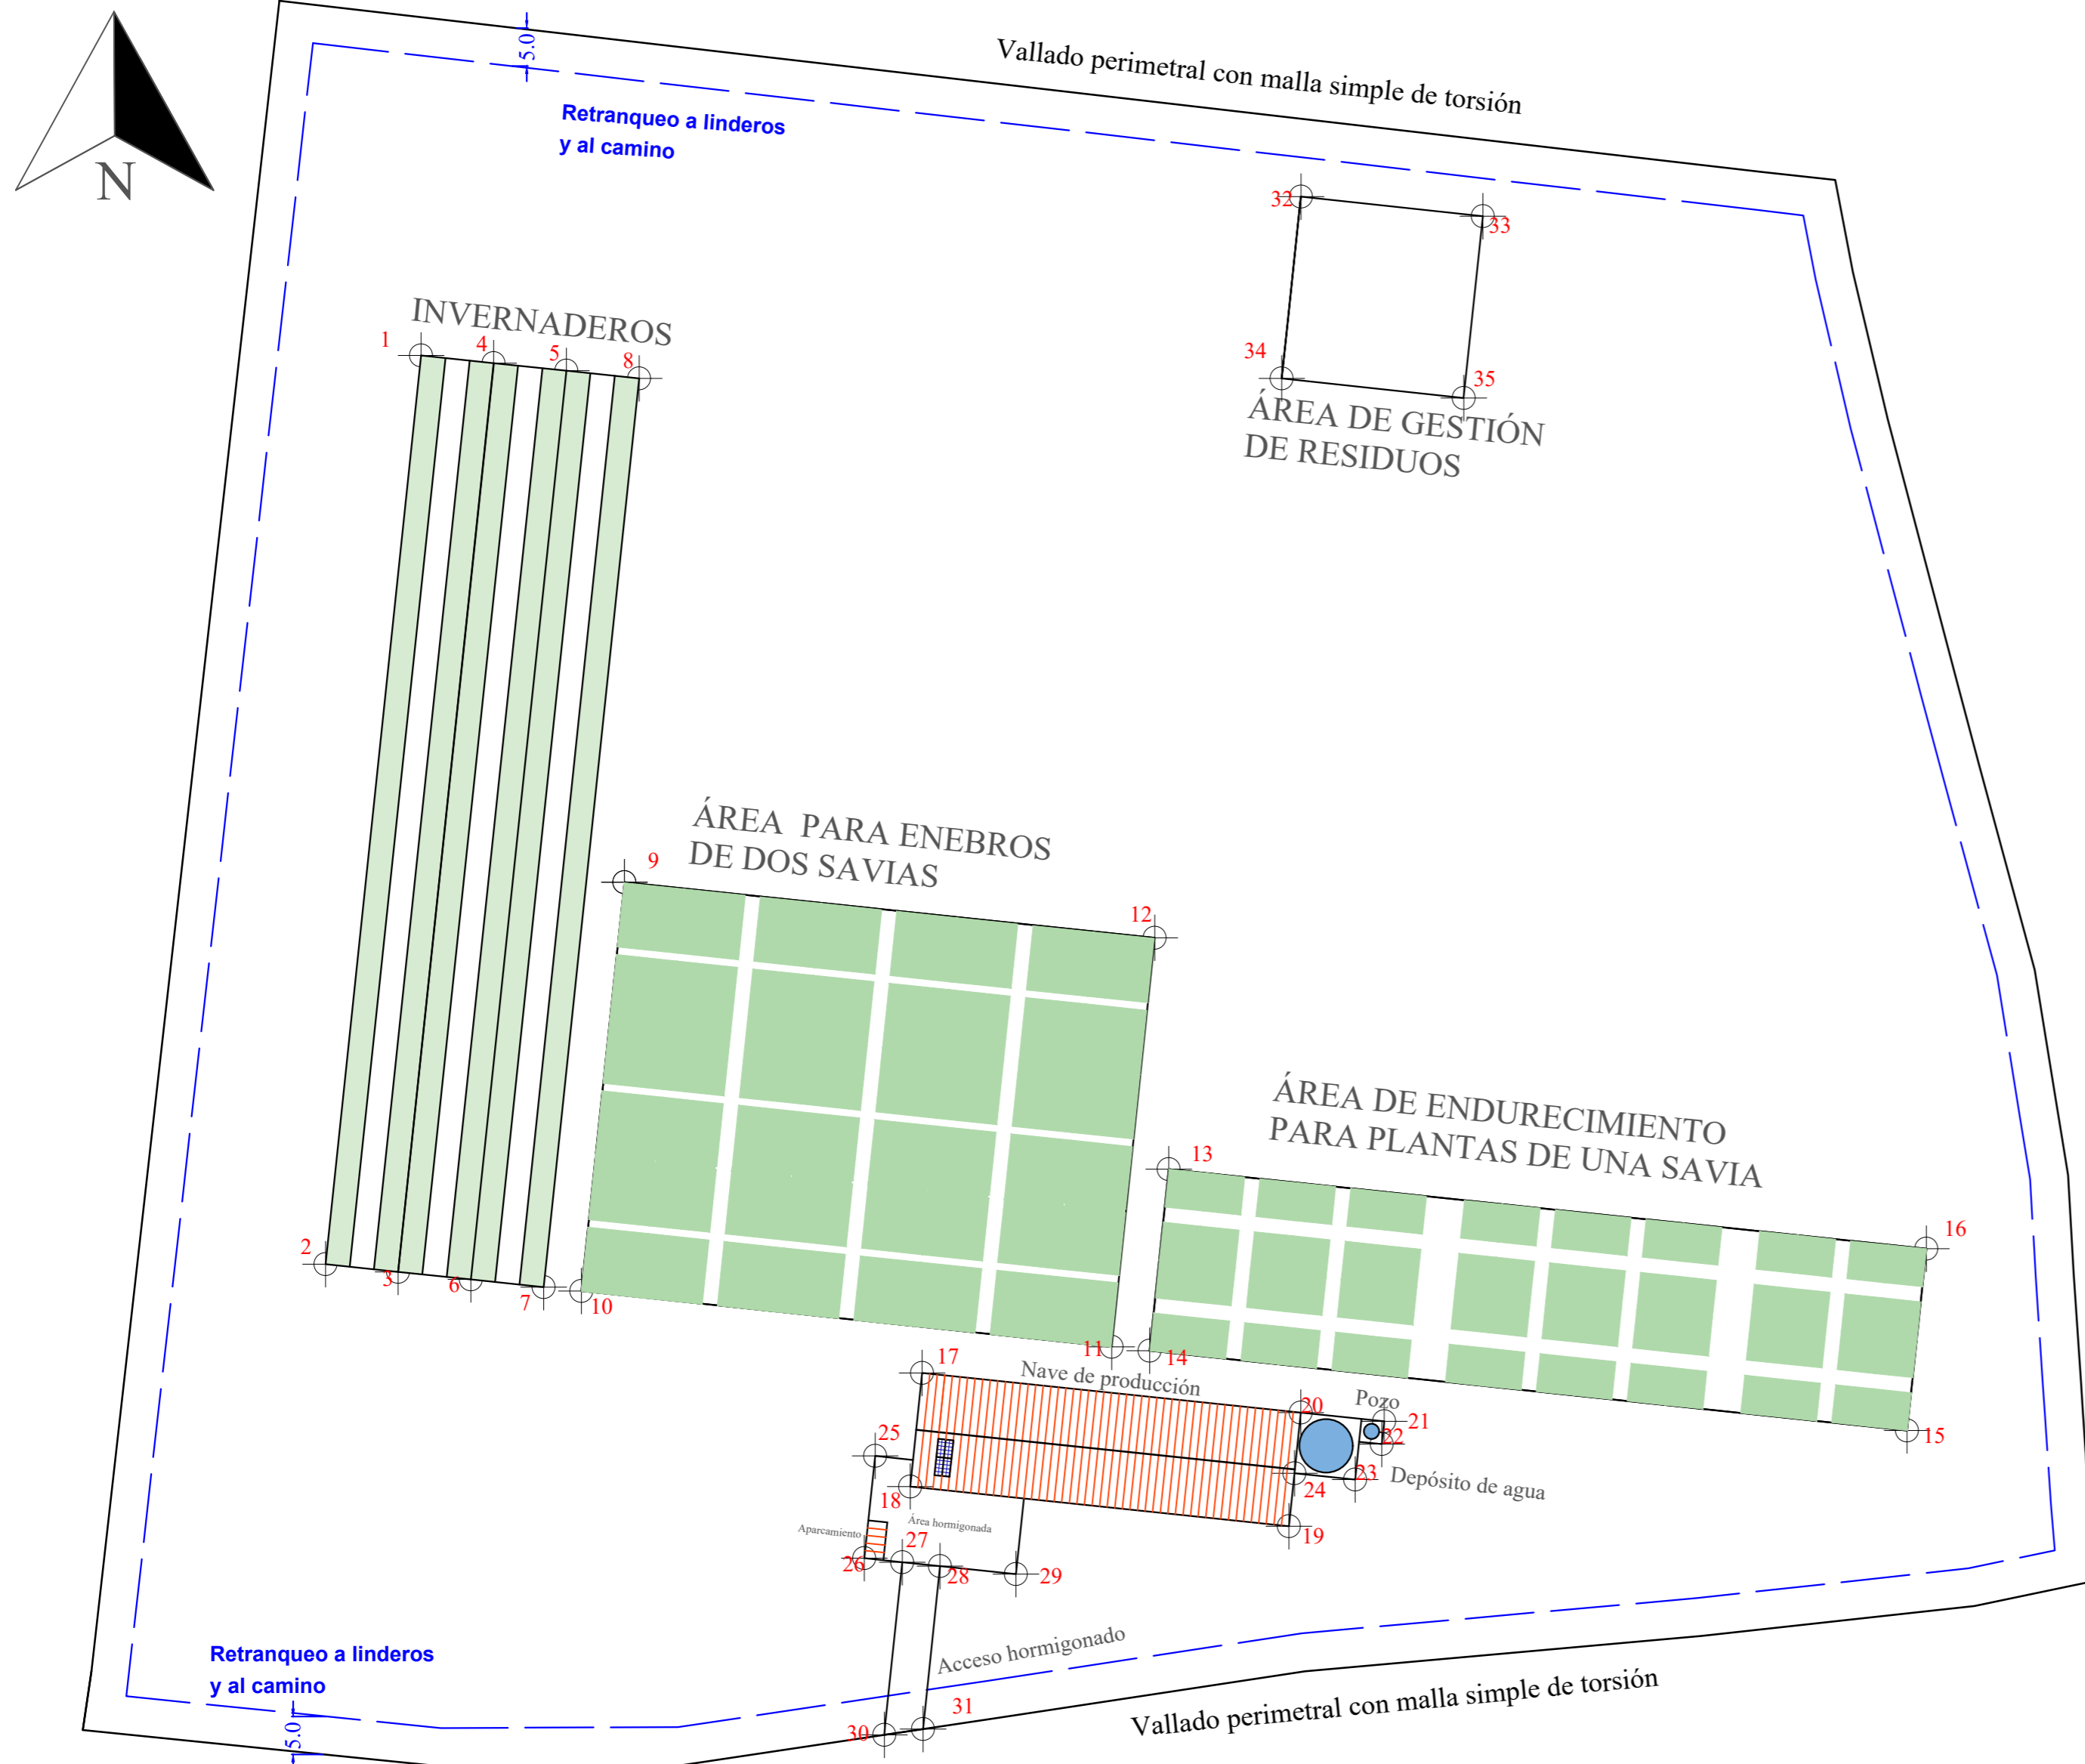 5.0
Vallado perimetral con malla simple de torsión
Retranqueo a linderos
y al camino
N
32
33
INVERNADEROS
1
4
5
8
34
35
ÁREA DE GESTIÓN
DE RESIDUOS
ÁREA PARA ENEBROS
DE DOS SAVIAS
9
12
ÁREA DE ENDURECIMIENTO
PARA PLANTAS DE UNA SAVIA
13
16
2
3
6
7
10
11
14
15
17
Nave de producción
20
Pozo
21
22
25
23
Depósito de agua
24
18
Área hormigonada
Aparcamiento
19
27
26
28
29
Acceso hormigonado
Retranqueo a linderos
y al camino
31
30
Vallado perimetral con malla simple de torsión
5.0